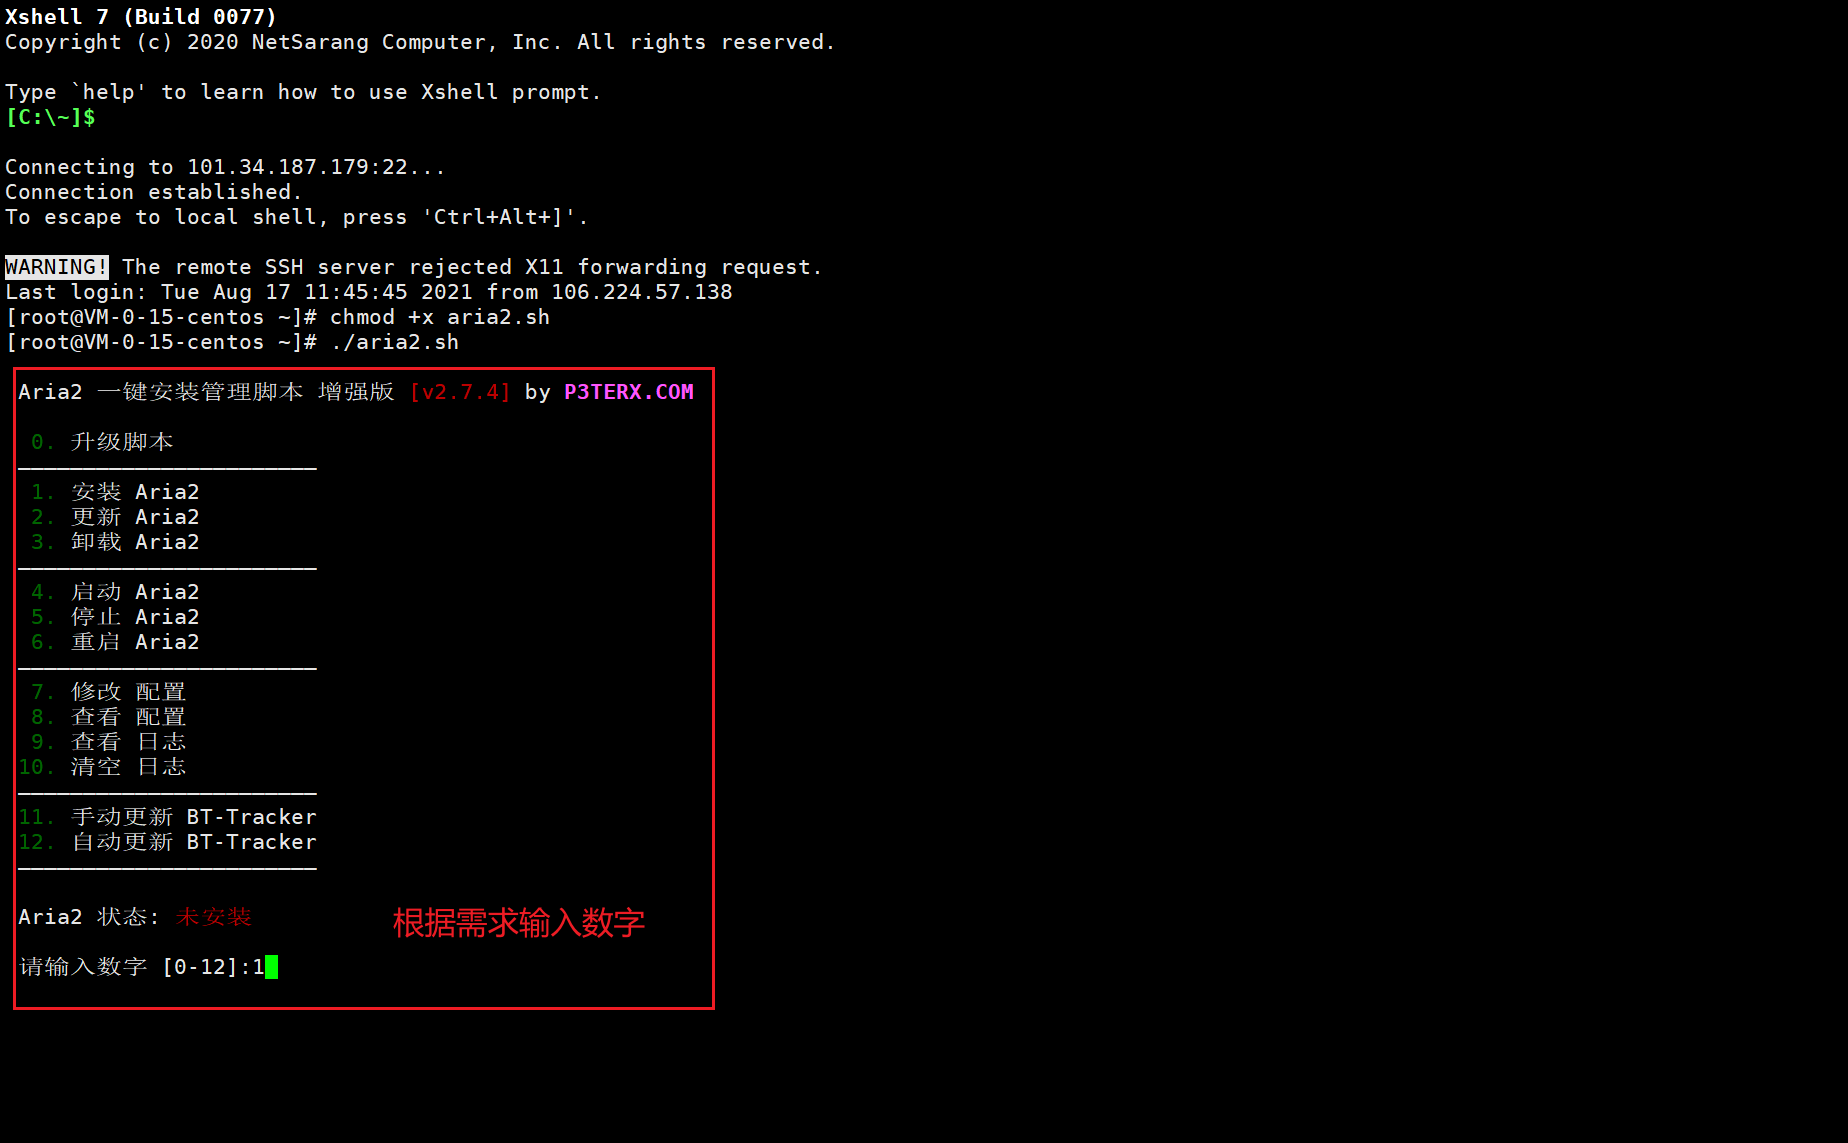 Xshell 7 (Build 0077)
Copyright (c) 2020 NetSarang Computer, Inc. All rights reserved.
Type `help' to learn how to use Xshell prompt.
[C:\~]$
Connecting to 101.34.187.179:22...
Connection established.
To escape to local shell, press 'Ctrl+Alt+]'.
WARNING! The remote SSH server rejected X11 forwarding request.
Last login: Tue Aug 17 11:45:45 2021 from 106.224.57.138
[root@VM-0-15-centos ~]# chmod +x aria2.sh
[root@VM-0-15-centos ~]# ./aria2.sh
Aria2 一键安装管理脚本 增强版 [v2.7.4] by P3TERX.COM
0. 升级脚本
1. 安装 Aria2
2. 更新 Aria2
3. 卸载 Aria2
4. 启动 Aria2
5. 停止 Aria2
6. 重启 Aria2
7. 修改 配置
8. 查看 配置
9. 查看 日志
10. 清空 日志
11. 手动更新 BT-Tracker
12. 自动更新 BT-Tracker
Aria2 状态: 未安装
根据需求输入数字
请输入数字 [0-12]:1